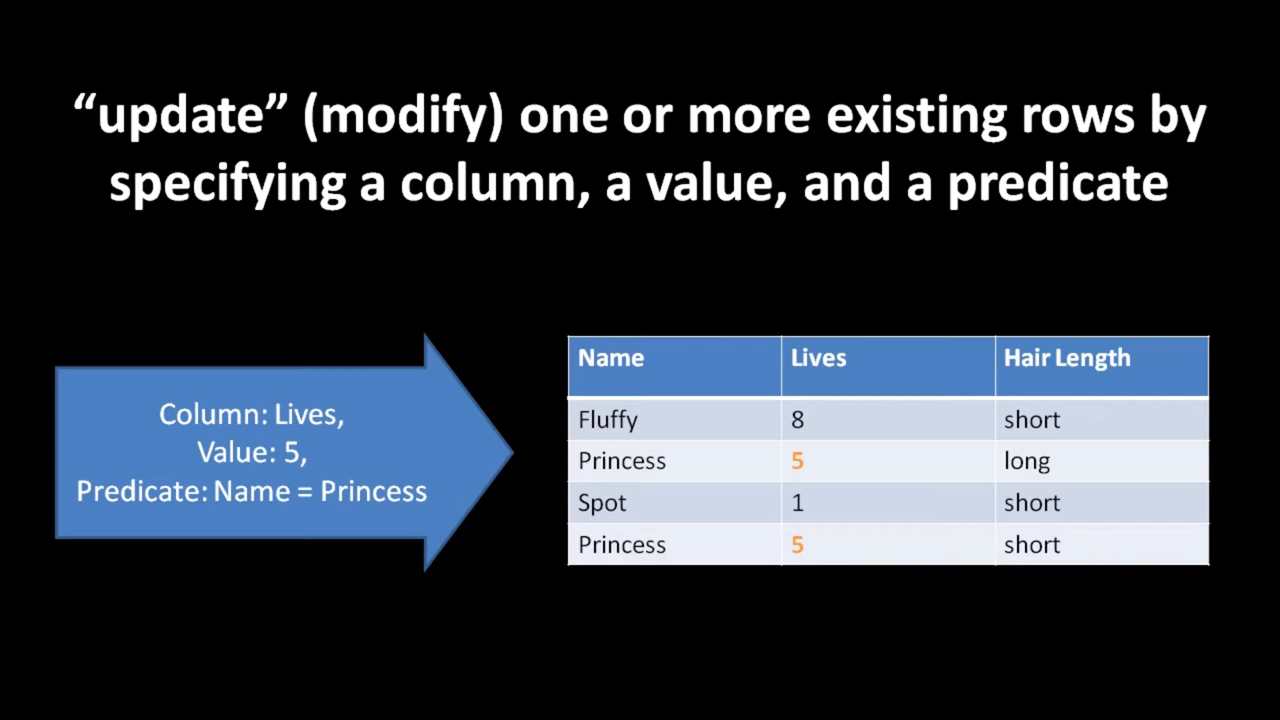 “update” (modify) one or more existing rows by
specifying a column, a value, and a predicate
Column: Lives,
Value: 5,
Predicate: Name = Princess
Name Lives Hair Length
Fluffy 8 short
Princess 5 long
Spot 1 short
Princess 5 short